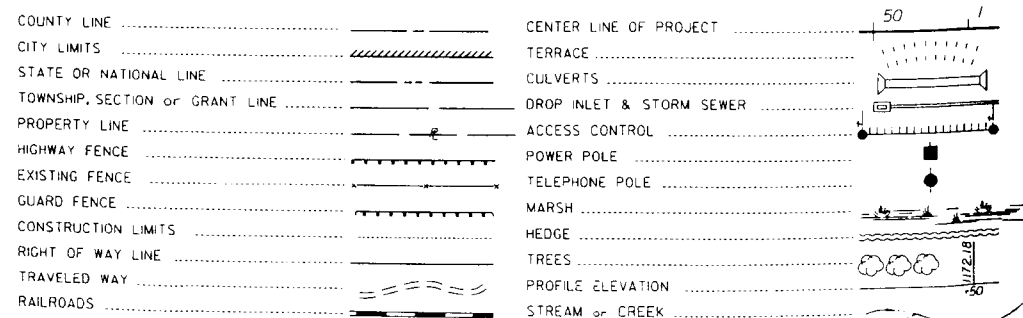 COUNTY LINE
CITY LIMITS
STATE OR NATIONAL LINE
TOWNSHIP, SECTION or GRANT LINE
PROPERTY LINE
HIGHWAY FENCE
EXISTING FENCE
GUARD FENCE
CONSTRUCTION LIMITS
RIGHT OF WAY LINE
TRAVELED WAY
RAILROADS
CENTER LINE OF PROJECT 50 1
TERRACE
CULVERTS
DROP INLET & STORM SEWER
ACCESS CONTROL
POWER POLE
TELEPHONE POLE
MARSH
HEDGE
TREES
PROFILE ELEVATION 1172.18 +50
STREAM or CREEK